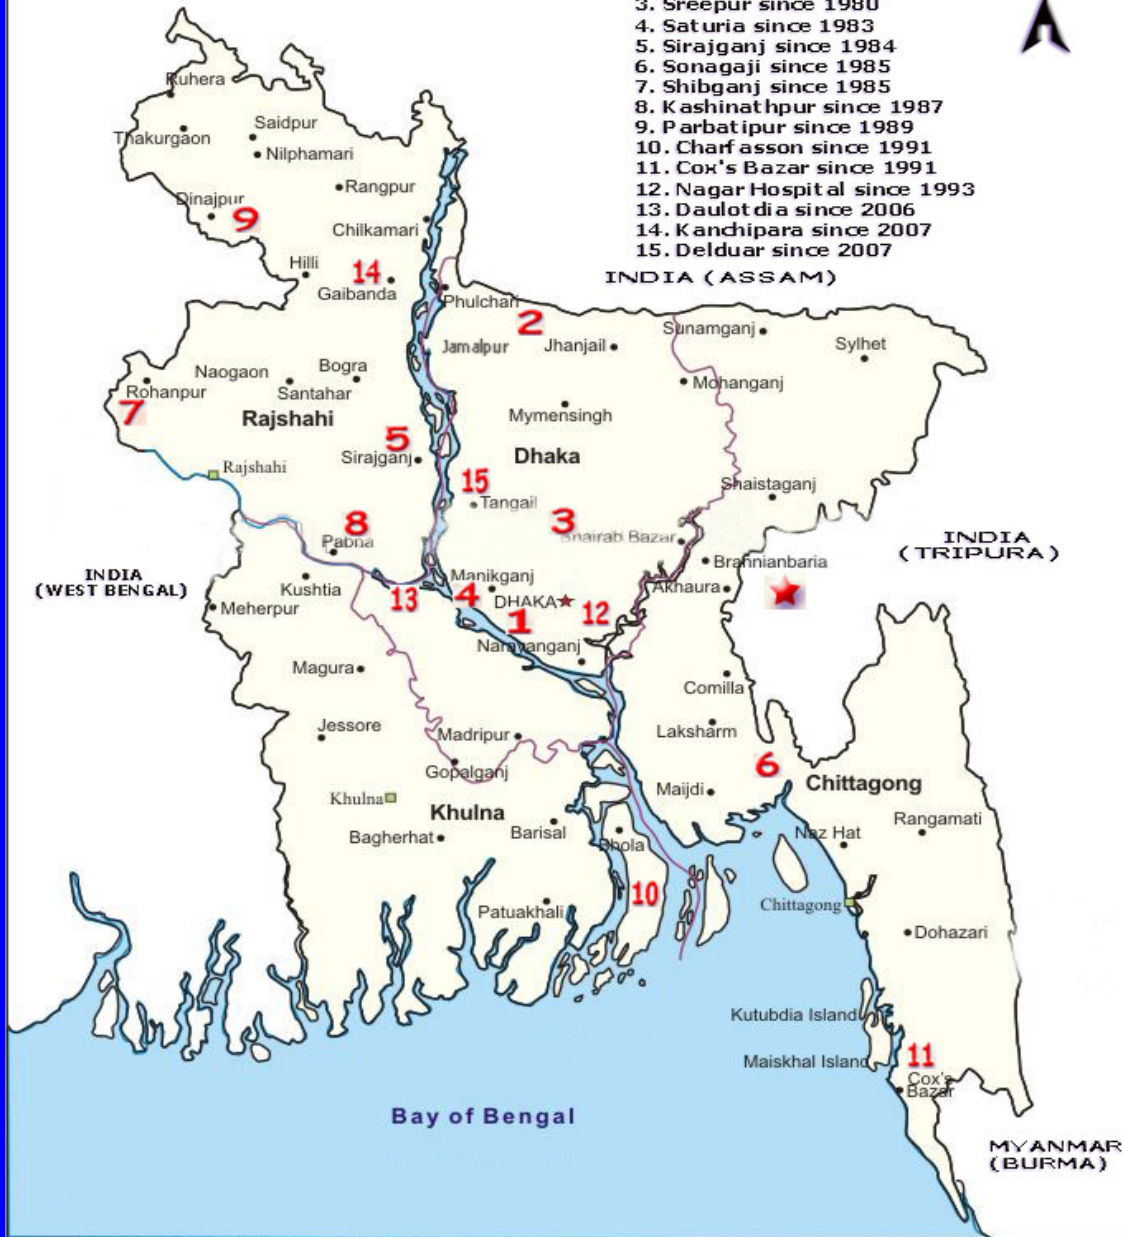 3. Sreepur since 1980
4. Saturia since 1983
5. Sirajganj since 1984
6. Sonagaji since 1985
7. Shibganj since 1985
8. Kashinathpur since 1987
9. Parbatipur since 1989
10. Charfasson since 1991
11. Cox's Bazar since 1991
12. Nagar Hospital since 1993
13. Daulotdia since 2006
14. Kanchipara since 2007
15. Delduar since 2007
INDIA (ASSAM)
Ruhera
Thakurgaon
Saidpur
Nilphamari
Rangpur
Dinajpur
9
Chilkamari
Hilli
14
Gaibanda
Phulchari
2
Sunamganj
Jamalpur
Jhanjail
Sylhet
Bogra
Naogaon
Santahar
Rohanpur
Mohanganj
7
Rajshahi
Mymensingh
5
Sirajganj
Dhaka
Rajshahi
15
Tangail
Shaistaganj
8
3
Pabna
Bhairab Bazar
INDIA
(TRIPURA)
INDIA
(WEST BENGAL)
Kushtia
Manikganj
Brahnianbaria
Meherpur
13
4
DHAKA
12
Akhaura
1
Narayanganj
Magura
Comilla
Jessore
Madripur
Laksharm
6
Gopalganj
Chittagong
Khulna
Maijdi
Khulna
Bagherhat
Barisal
Bhola
Naz Hat
Rangamati
10
Patuakhali
Chittagong
Dohazari
Kutubdia Island
Maiskhal Island
11
Cox's
Bazar
Bay of Bengal
MYANMAR
(BURMA)